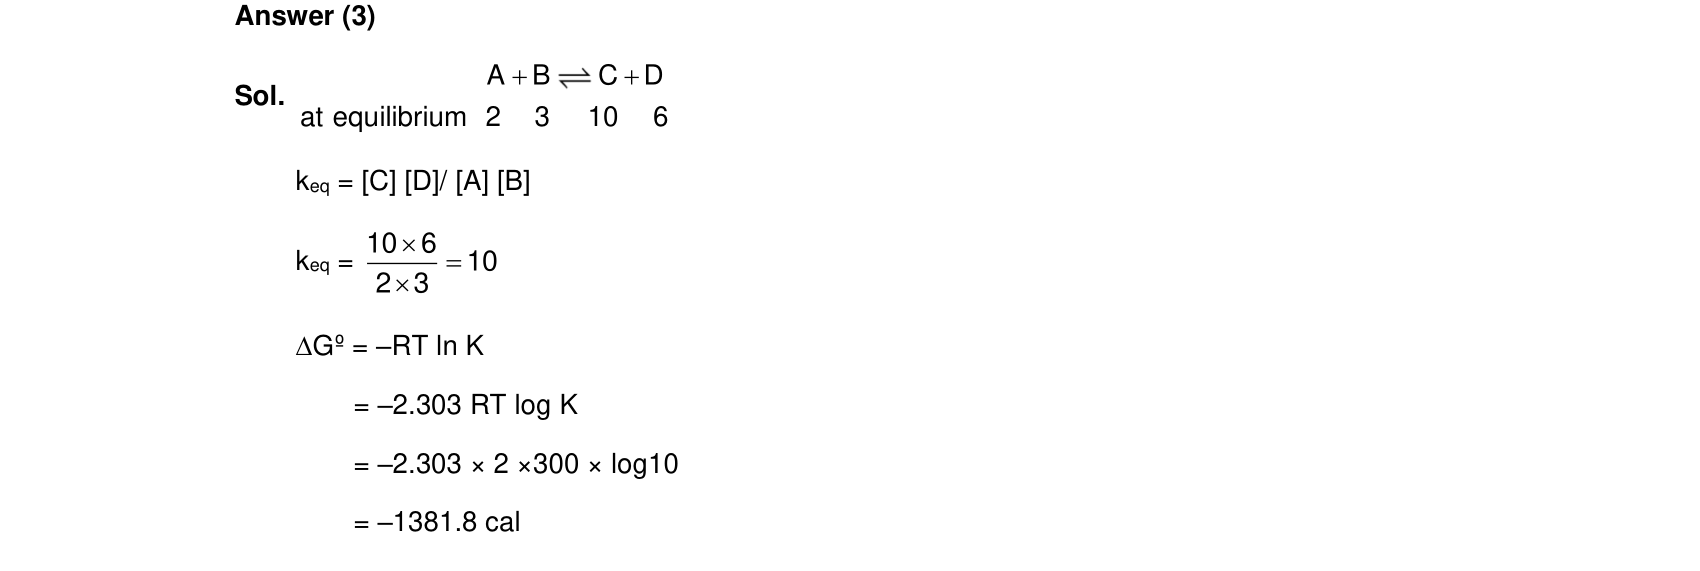 Answer (3)
A + B ⇌ C + D
Sol.
at equilibrium 2 3 10 6
keq = [C] [D]/ [A] [B]
keq = 10×6 / 2×3 = 10
∆Gº = –RT ln K
= –2.303 RT log K
= –2.303 × 2 ×300 × log10
= –1381.8 cal